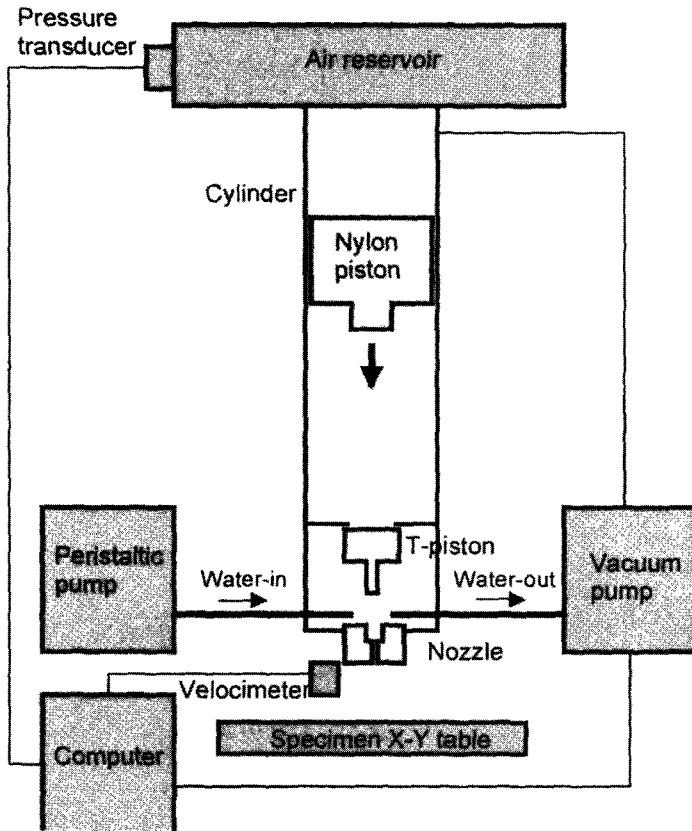 Pressure
transducer
Air reservoir
Cylinder
Nylon
piston
T-piston
Peristaltic
pump
Water-in
Water-out
Vacuum
pump
Nozzle
Velocimeter
Computer
Specimen X-Y table